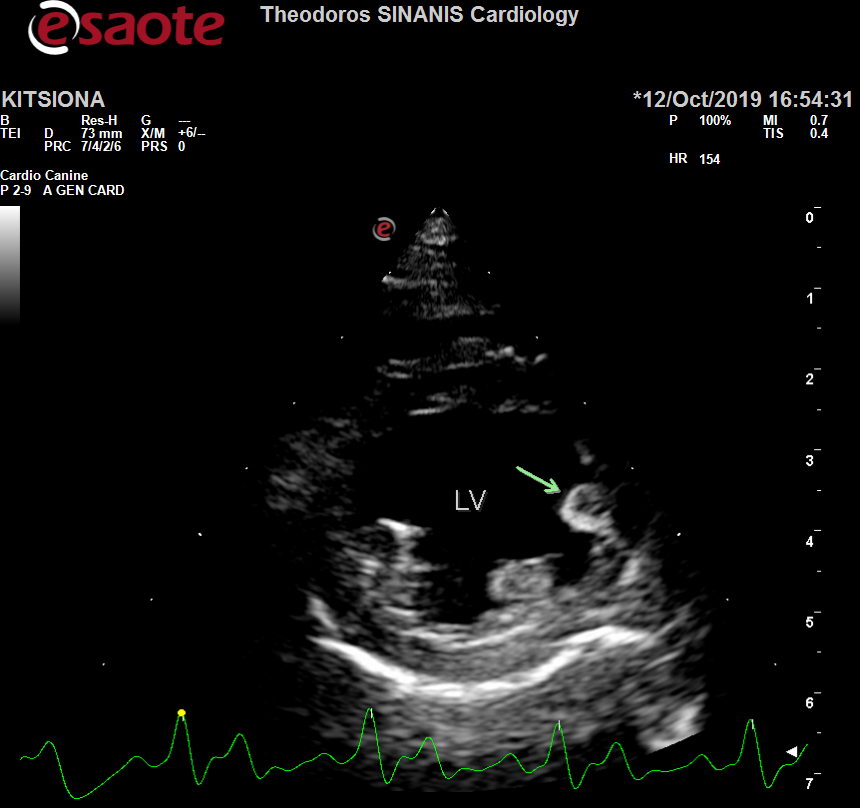 esaote
Theodoros SINANIS Cardiology
KITSIONA
*12/Oct/2019 16:54:31
B Res-H G ---
TEI D 73 mm X/M +6/--
PRC 7/4/2/6 PRS 0
P 100% MI 0.7
TIS 0.4
HR 154
Cardio Canine
P 2-9 A GEN CARD
e
0
1
2
3
LV
4
5
6
7